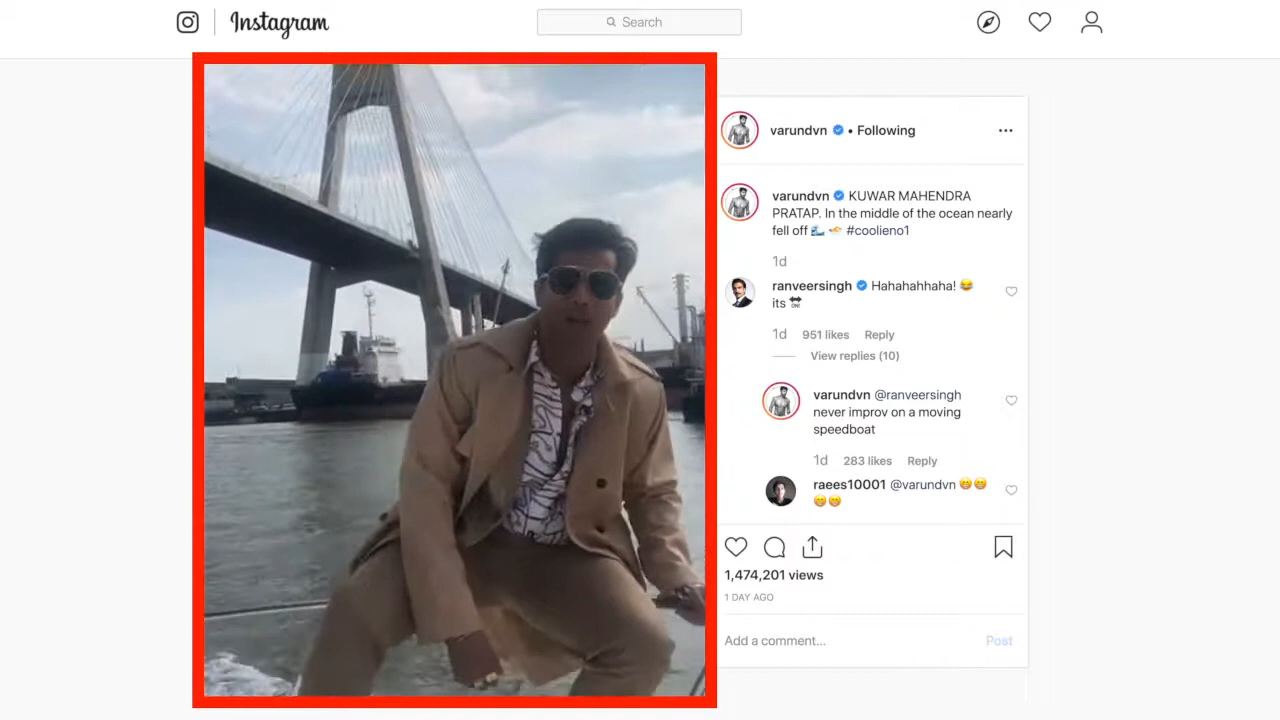 Instagram
Search
varundvn • Following
varundvn KUWAR MAHENDRA
PRATAP. In the middle of the ocean nearly
fell off 🌊 🐠 #coolieno1
1d
ranveersingh Hahahahhaha! 😂
its 🔛
1d 951 likes Reply
View replies (10)
varundvn @ranveersingh
never improv on a moving
speedboat
1d 283 likes Reply
raees10001 @varundvn 😁😁
😁😁
1,474,201 views
1 DAY AGO
Add a comment... Post